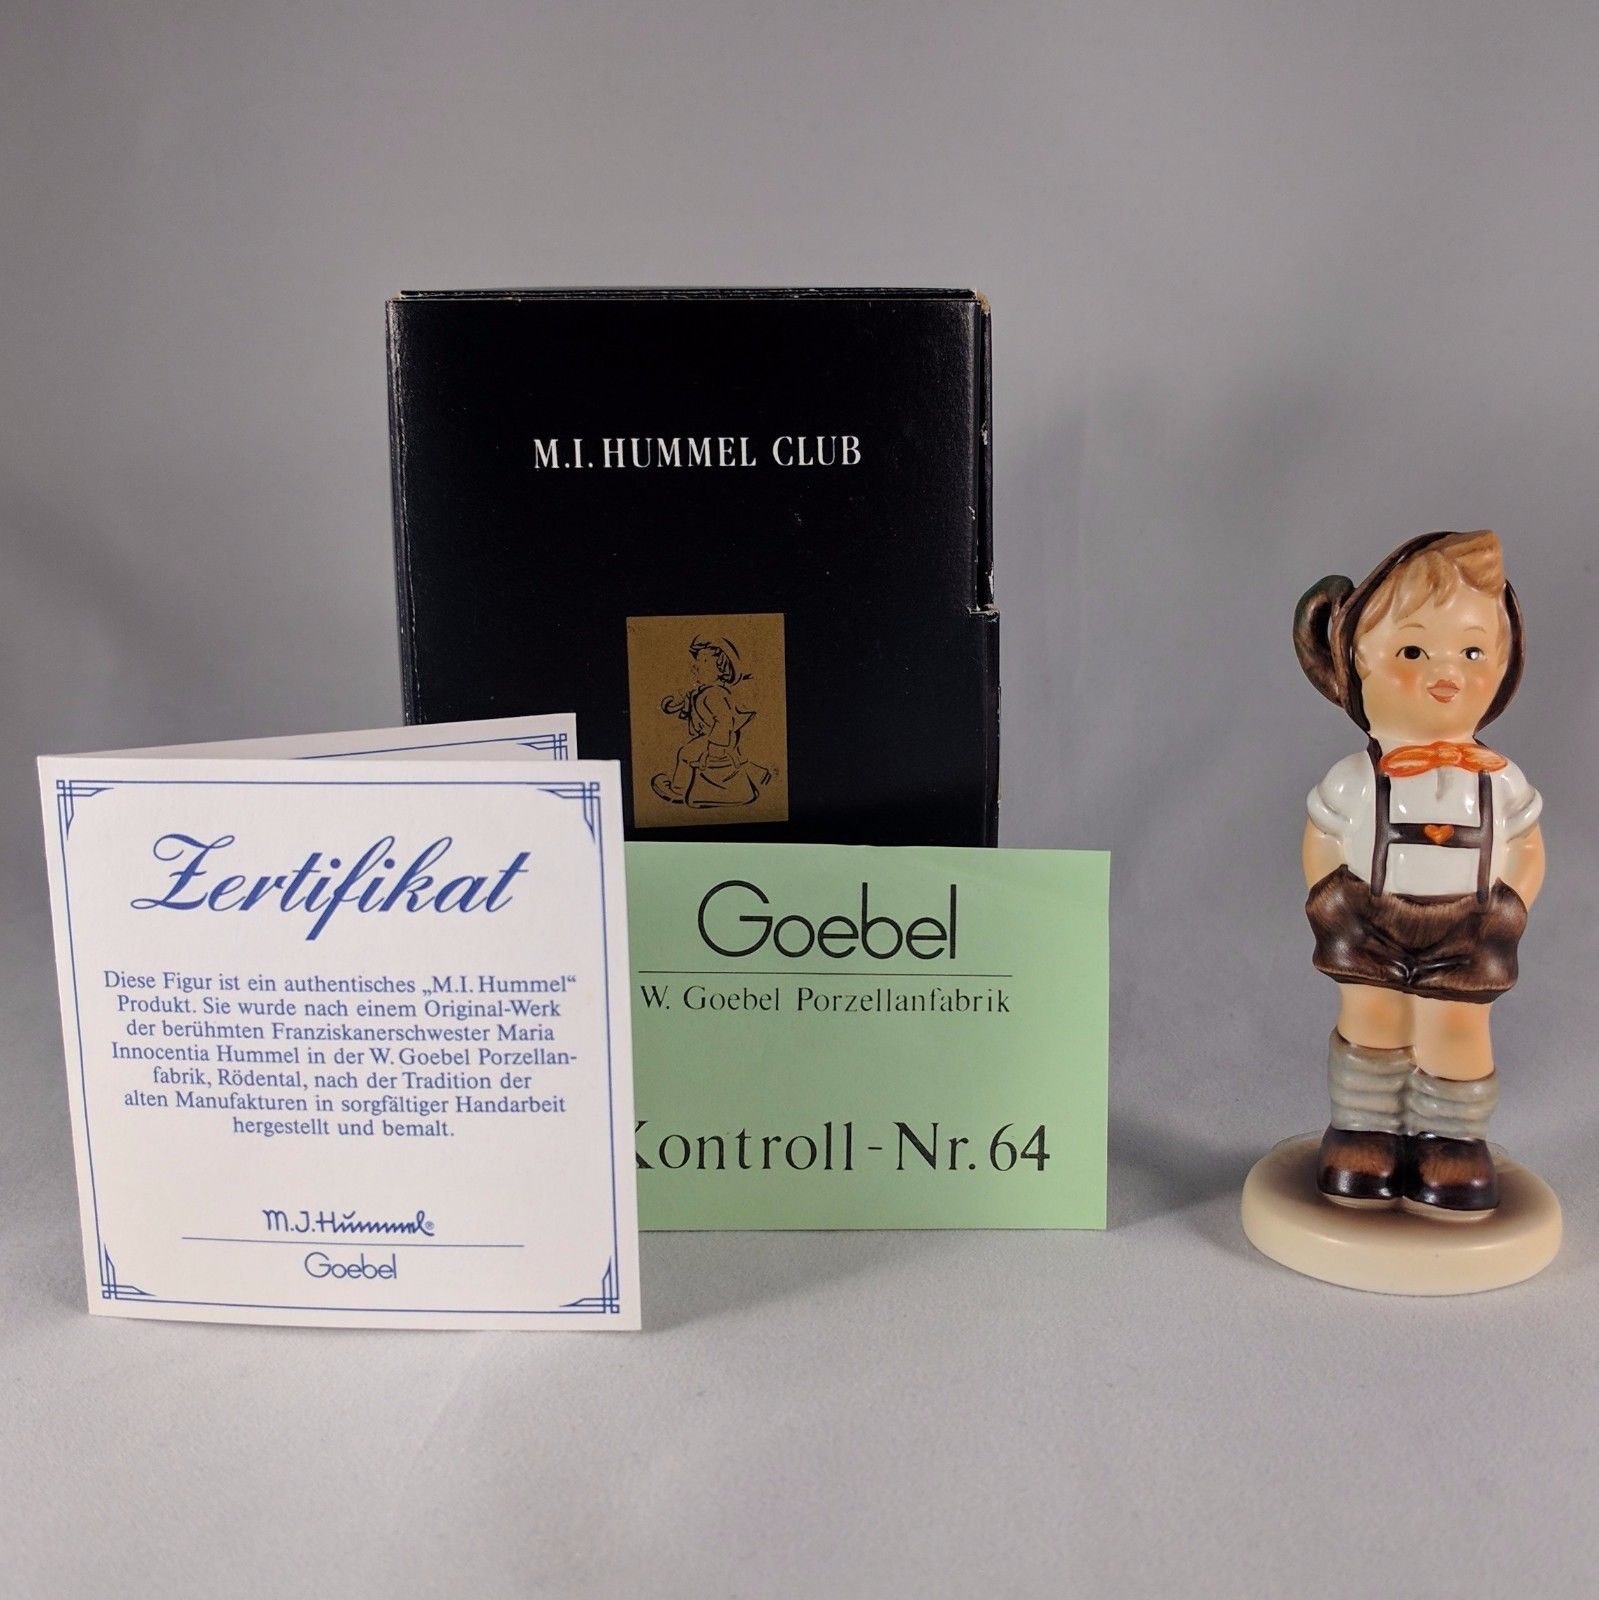 M.I. HUMMEL CLUB
Zertifikat
Diese Figur ist ein authentisches „M.I. Hummel“
Produkt. Sie wurde nach einem Original-Werk
der berühmten Franziskanerschwester Maria
Innocentia Hummel in der W. Goebel Porzellan-
fabrik, Rödental, nach der Tradition der
alten Manufakturen in sorgfältiger Handarbeit
hergestellt und bemalt.
M.J. Hummel®
Goebel
Goebel
W. Goebel Porzellanfabrik
Kontroll-Nr. 64